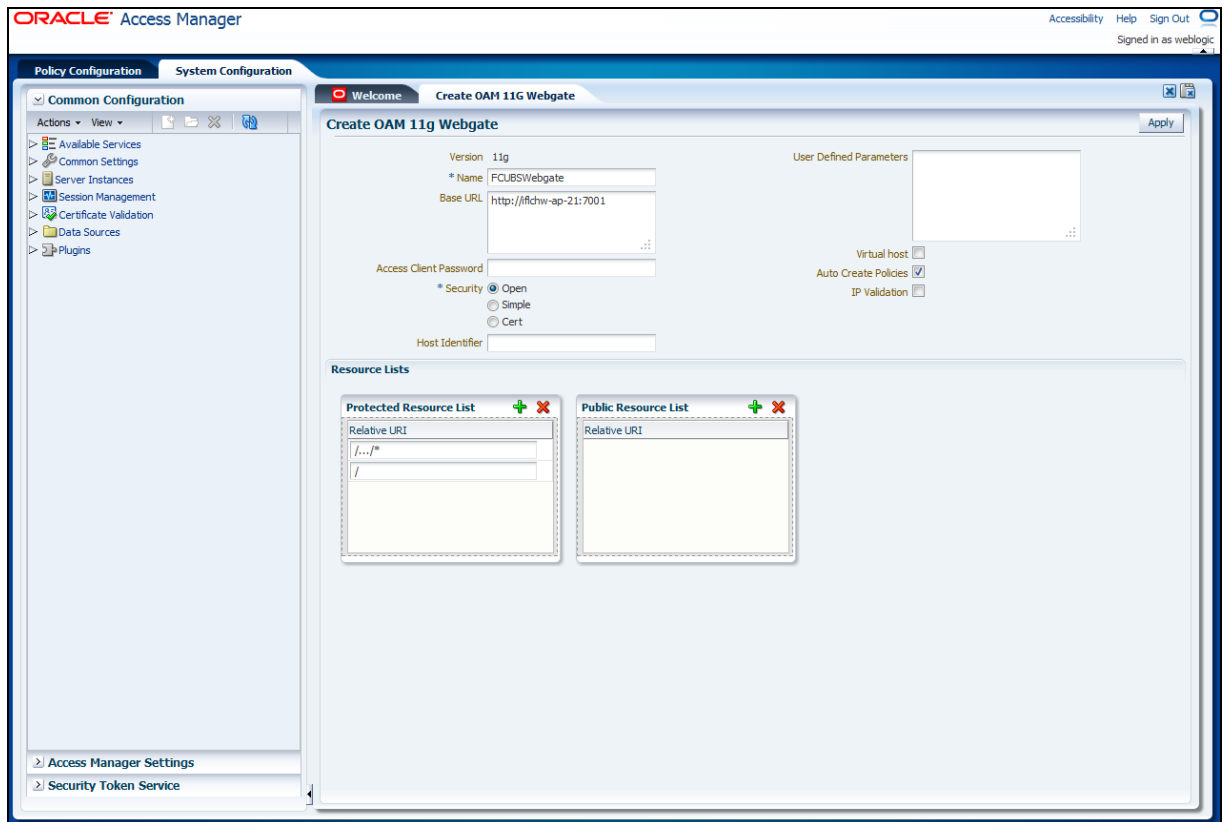 ORACLE Access Manager
Accessibility Help Sign Out
Signed in as weblogic
Policy Configuration System Configuration
Common Configuration
Actions View
Available Services
Common Settings
Server Instances
Session Management
Certificate Validation
Data Sources
Plugins
Access Manager Settings
Security Token Service
Welcome Create OAM 11G Webgate
Create OAM 11g Webgate Apply
Version 11g
* Name FCUBSWebgate
Base URL http://iflchw-ap-21:7001
Access Client Password
* Security Open
Simple
Cert
Host Identifier
User Defined Parameters
Virtual host
Auto Create Policies
IP Validation
Resource Lists
Protected Resource List
Relative URI
/.../*
/
Public Resource List
Relative URI